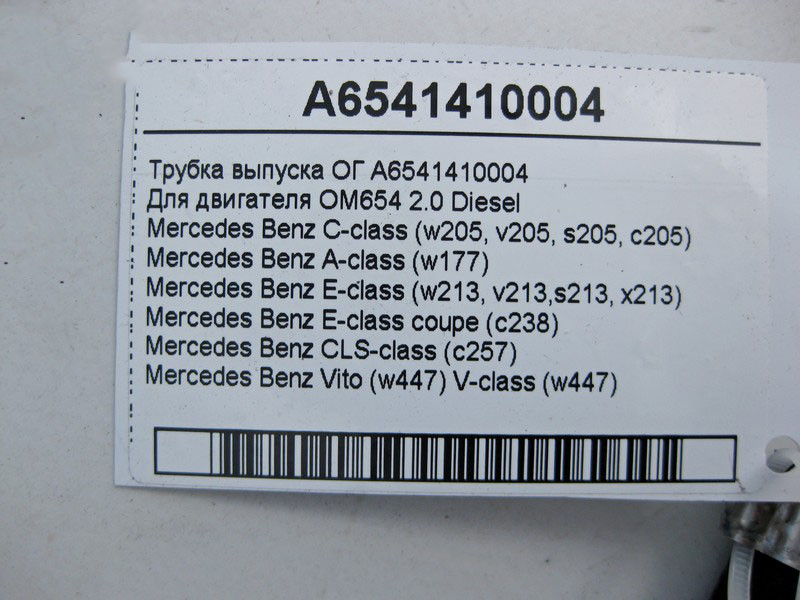 A6541410004
Трубка выпуска ОГ A6541410004
Для двигателя OM654 2.0 Diesel
Mercedes Benz C-class (w205, v205, s205, c205)
Mercedes Benz A-class (w177)
Mercedes Benz E-class (w213, v213,s213, x213)
Mercedes Benz E-class coupe (c238)
Mercedes Benz CLS-class (c257)
Mercedes Benz Vito (w447) V-class (w447)